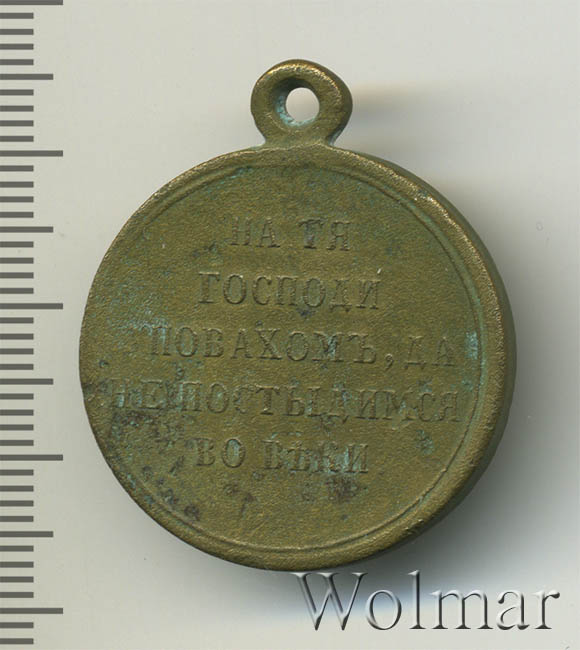 НА ТЯ
ГОСПОДИ
УПОВАХОМЪ, ДА
НЕ ПОСТЫДИМСЯ
ВО ВѢКИ
Wolmar